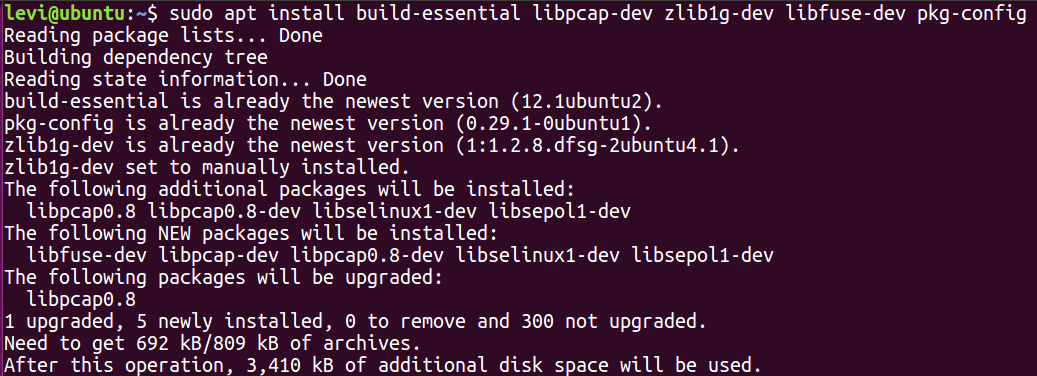 levi@ubuntu:~$ sudo apt install build-essential libpcap-dev zlib1g-dev libfuse-dev pkg-config
Reading package lists... Done
Building dependency tree
Reading state information... Done
build-essential is already the newest version (12.1ubuntu2).
pkg-config is already the newest version (0.29.1-0ubuntu1).
zlib1g-dev is already the newest version (1:1.2.8.dfsg-2ubuntu4.1).
zlib1g-dev set to manually installed.
The following additional packages will be installed:
  libpcap0.8 libpcap0.8-dev libselinux1-dev libsepol1-dev
The following NEW packages will be installed:
  libfuse-dev libpcap-dev libpcap0.8-dev libselinux1-dev libsepol1-dev
The following packages will be upgraded:
  libpcap0.8
1 upgraded, 5 newly installed, 0 to remove and 300 not upgraded.
Need to get 692 kB/809 kB of archives.
After this operation, 3,410 kB of additional disk space will be used.